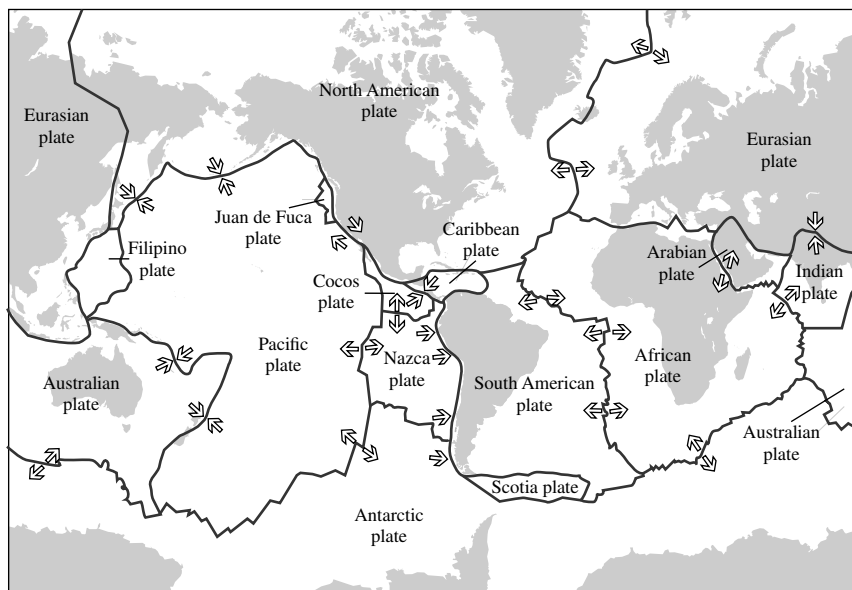 North American
plate
Eurasian
plate
Eurasian
plate
Juan de Fuca
plate
Caribbean
plate
Filipino
plate
Arabian
plate
Cocos
plate
Indian
plate
Pacific
plate
Nazca
plate
African
plate
Australian
plate
South American
plate
Australian
plate
Scotia plate
Antarctic
plate